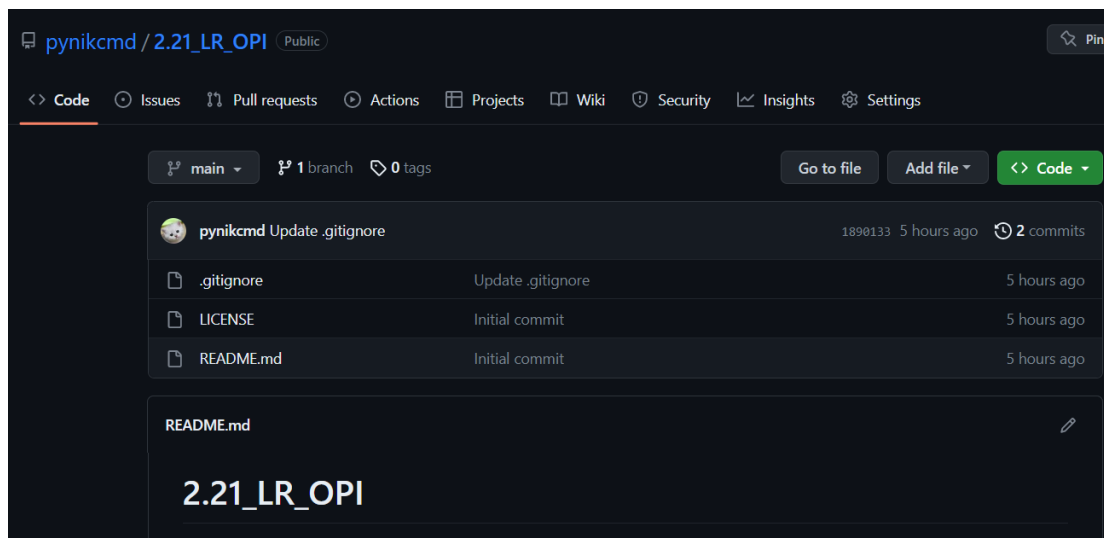 pynikcmd / 2.21_LR_OPI Public
Code Issues Pull requests Actions Projects Wiki Security Insights Settings
main 1 branch 0 tags Go to file Add file Code
pynikcmd Update .gitignore 1890133 5 hours ago 2 commits
.gitignore Update .gitignore 5 hours ago
LICENSE Initial commit 5 hours ago
README.md Initial commit 5 hours ago
README.md
2.21_LR_OPI